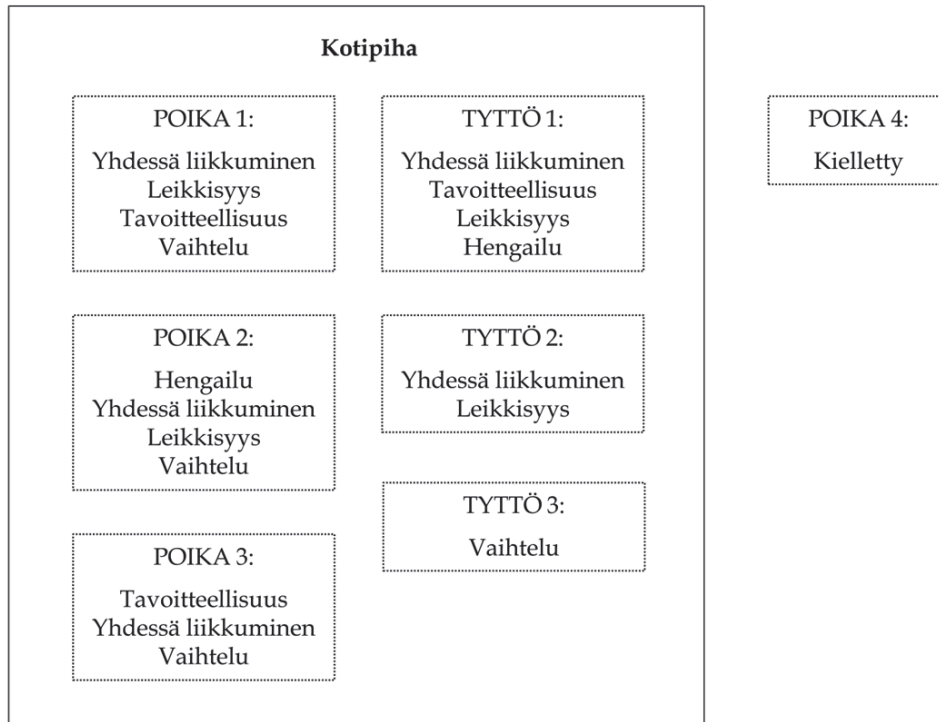 Kotipiha
POIKA 1:
Yhdessä liikkuminen
Leikkisyys
Tavoitteellisuus
Vaihtelu
TYTTÖ 1:
Yhdessä liikkuminen
Tavoitteellisuus
Leikkisyys
Hengailu
POIKA 4:
Kielletty
POIKA 2:
Hengailu
Yhdessä liikkuminen
Leikkisyys
Vaihtelu
TYTTÖ 2:
Yhdessä liikkuminen
Leikkisyys
TYTTÖ 3:
Vaihtelu
POIKA 3:
Tavoitteellisuus
Yhdessä liikkuminen
Vaihtelu